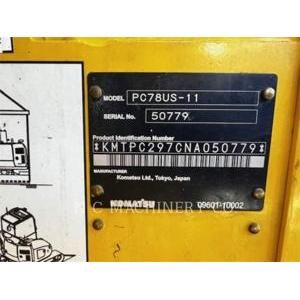 MODEL PC78US-11
SERIAL No. 50779
Product Identification Number
*KMTPC297CNA050779*
Manufacturer
Komatsu Ltd., Tokyo, Japan
KOMATSU 09601-10002